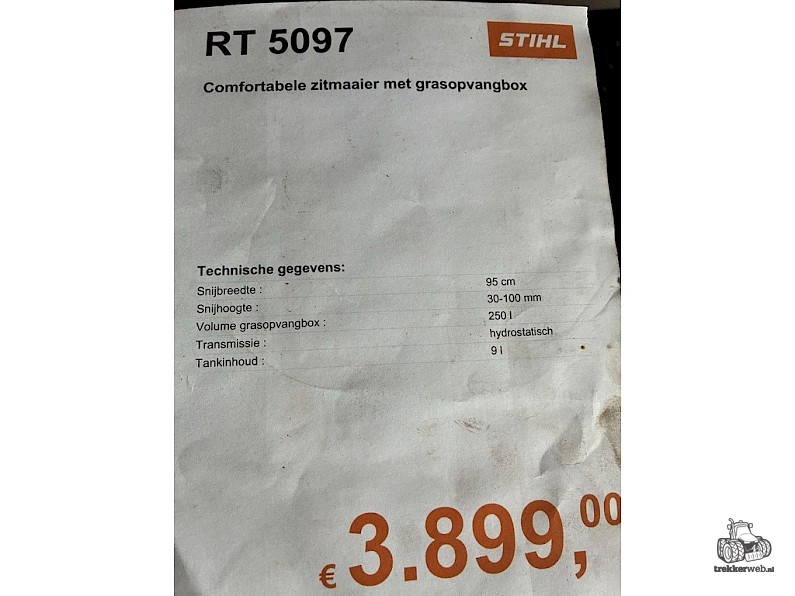 RT 5097
STIHL
Comfortabele zitmaaier met grasopvangbox
Technische gegevens:
Snijbreedte : 95 cm
Snijhoogte : 30-100 mm
Volume grasopvangbox : 250 l
Transmissie : hydrostatisch
Tankinhoud : 9 l
€ 3.899,00
trekkerweb.nl